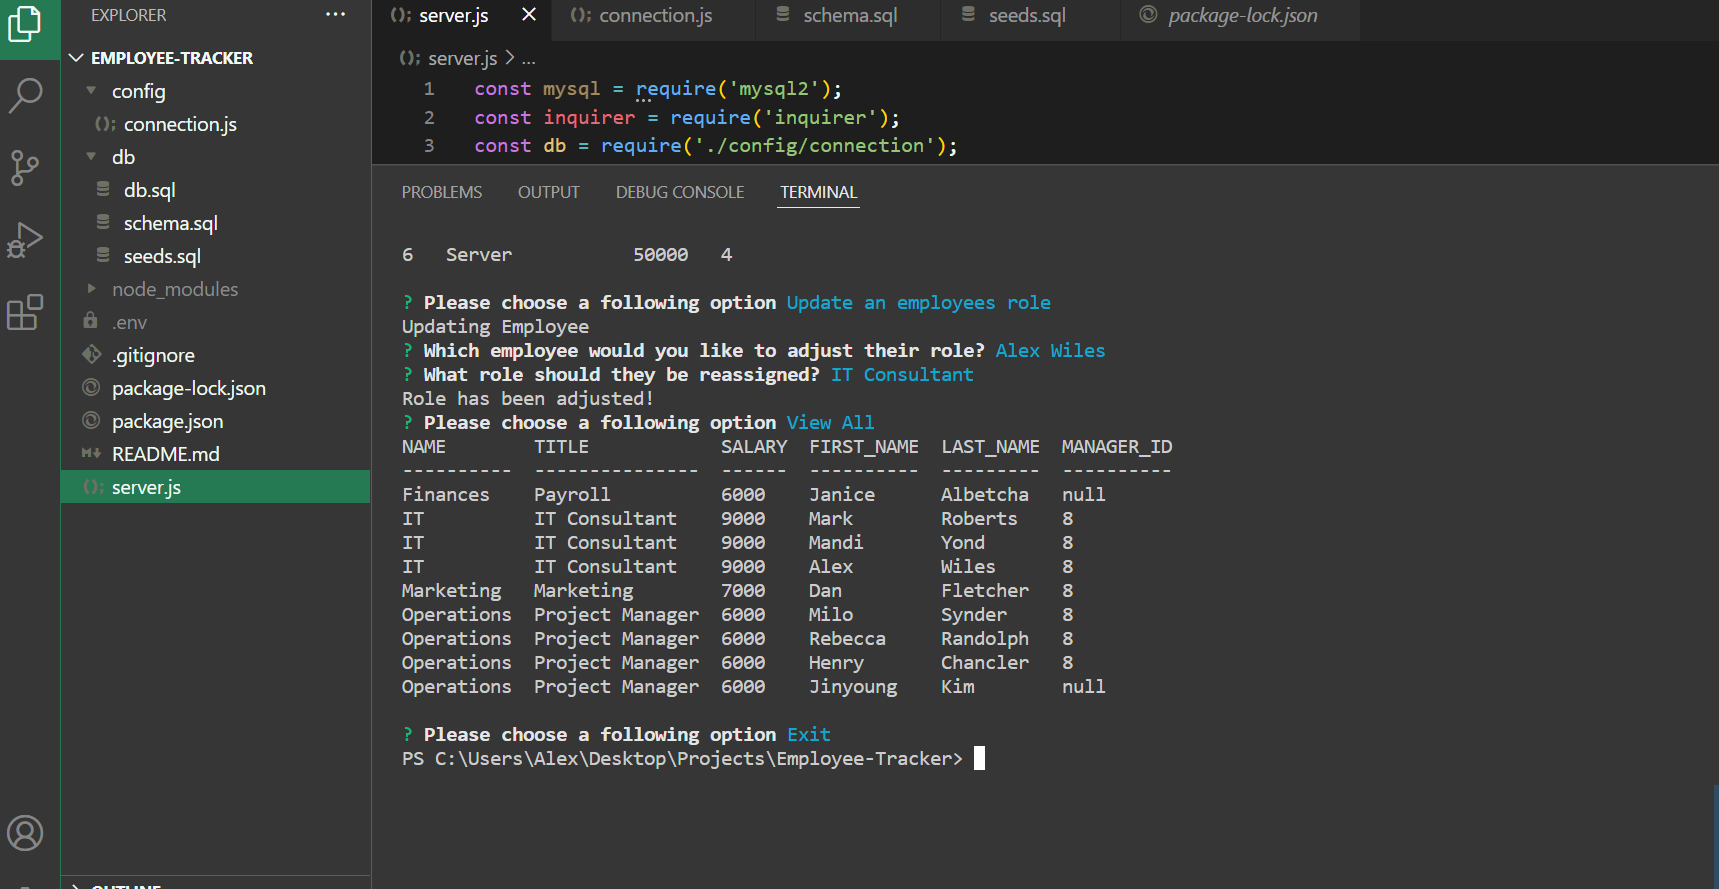 EXPLORER ...
EMPLOYEE-TRACKER
config
(); connection.js
db
db.sql
schema.sql
seeds.sql
node_modules
.env
.gitignore
package-lock.json
package.json
README.md
(); server.js
(); server.js (); connection.js schema.sql seeds.sql package-lock.json
(); server.js > ...
1 const mysql = require('mysql2');
2 const inquirer = require('inquirer');
3 const db = require('./config/connection');
PROBLEMS OUTPUT DEBUG CONSOLE TERMINAL
6 Server 50000 4
? Please choose a following option Update an employees role
Updating Employee
? Which employee would you like to adjust their role? Alex Wiles
? What role should they be reassigned? IT Consultant
Role has been adjusted!
? Please choose a following option View All
NAME TITLE SALARY FIRST_NAME LAST_NAME MANAGER_ID
---------- --------------- ------ ---------- --------- ----------
Finances Payroll 6000 Janice Albetcha null
IT IT Consultant 9000 Mark Roberts 8
IT IT Consultant 9000 Mandi Yond 8
IT IT Consultant 9000 Alex Wiles 8
Marketing Marketing 7000 Dan Fletcher 8
Operations Project Manager 6000 Milo Synder 8
Operations Project Manager 6000 Rebecca Randolph 8
Operations Project Manager 6000 Henry Chancler 8
Operations Project Manager 6000 Jinyoung Kim null
? Please choose a following option Exit
PS C:\Users\Alex\Desktop\Projects\Employee-Tracker>
OUTLINE